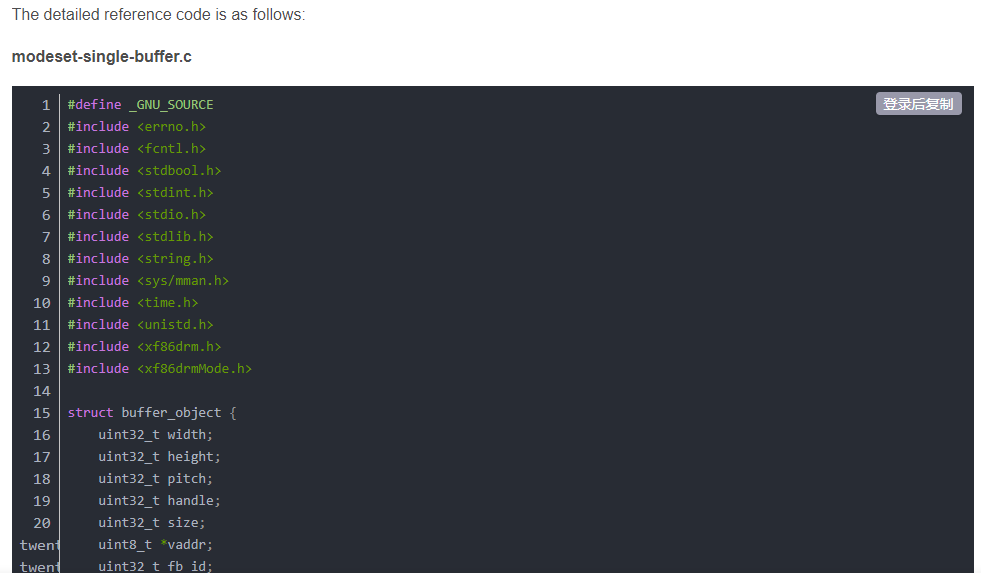 The detailed reference code is as follows:
modeset-single-buffer.c
登录后复制
1 #define _GNU_SOURCE
2 #include <errno.h>
3 #include <fcntl.h>
4 #include <stdbool.h>
5 #include <stdint.h>
6 #include <stdio.h>
7 #include <stdlib.h>
8 #include <string.h>
9 #include <sys/mman.h>
10 #include <time.h>
11 #include <unistd.h>
12 #include <xf86drm.h>
13 #include <xf86drmMode.h>
14
15 struct buffer_object {
16 uint32_t width;
17 uint32_t height;
18 uint32_t pitch;
19 uint32_t handle;
20 uint32_t size;
twent uint8_t *vaddr;
twent uint32_t fb_id;